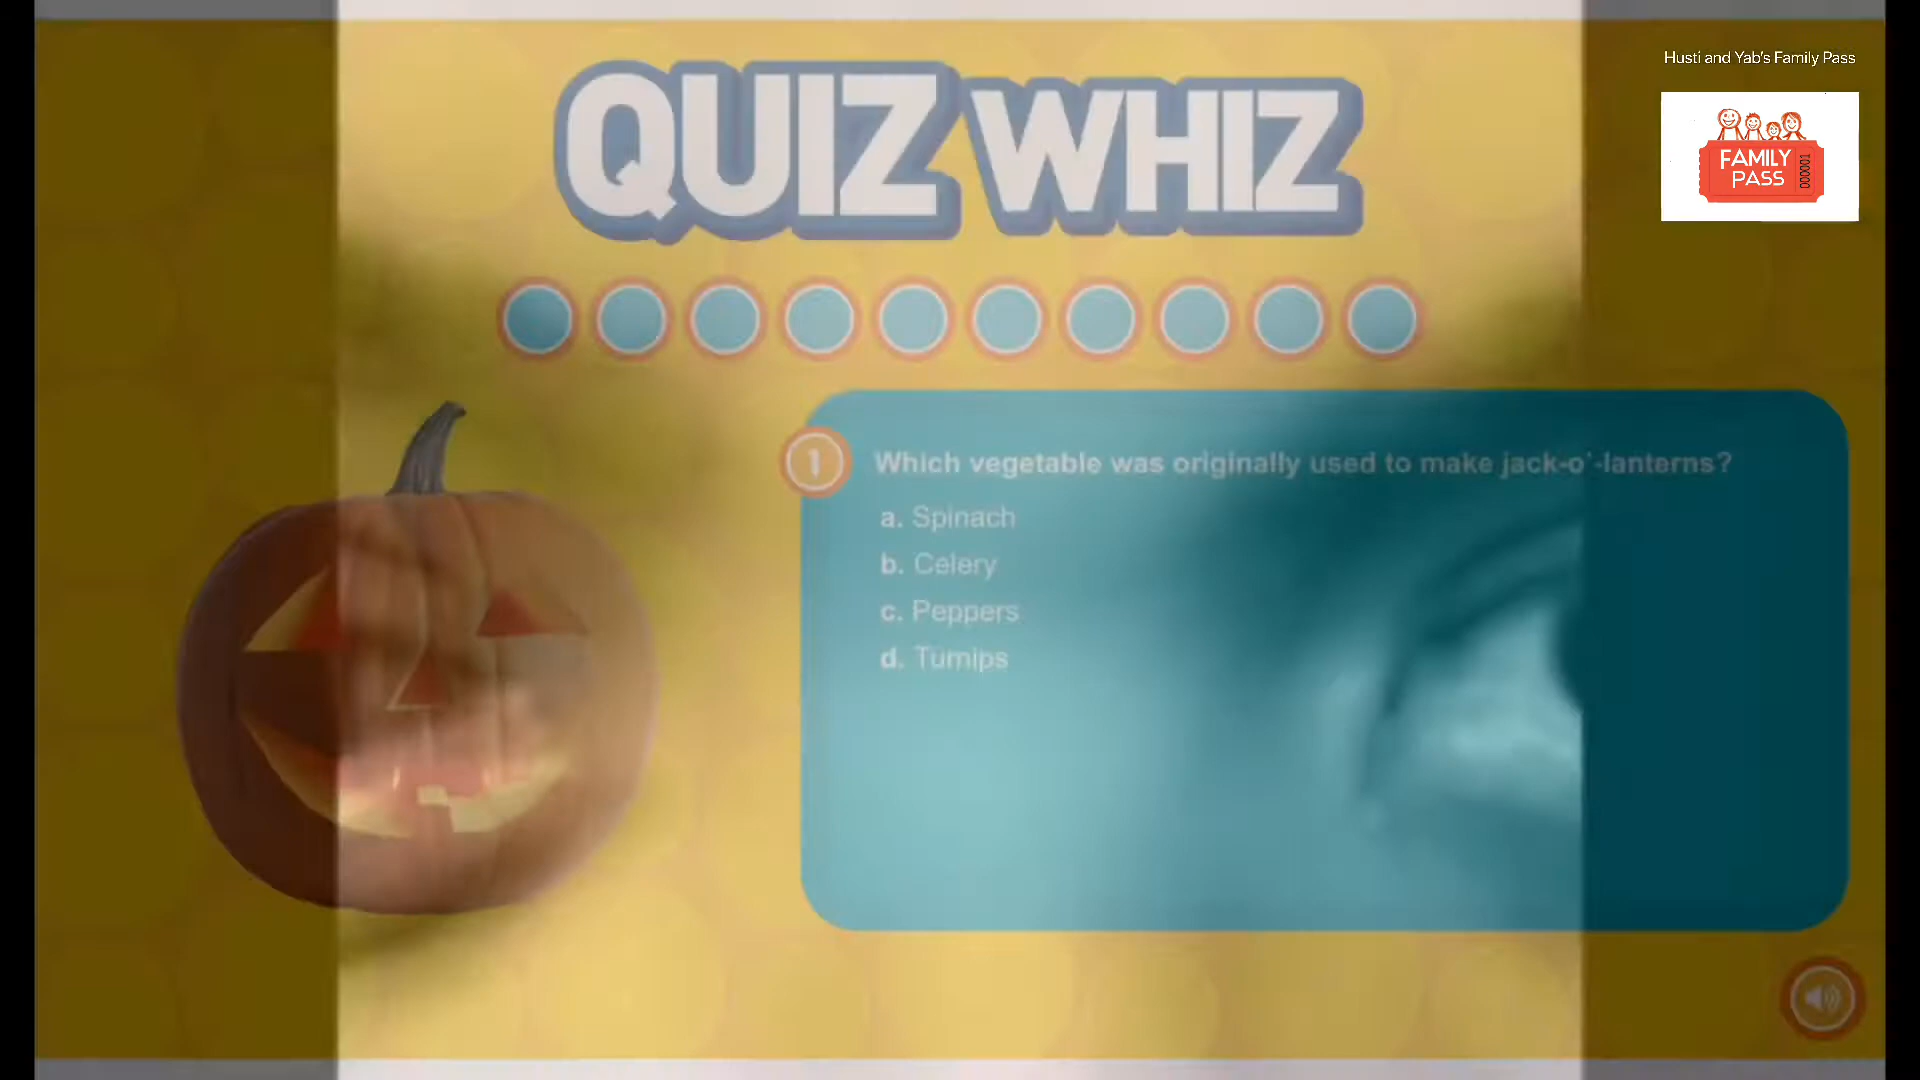 Husti and Yab's Family Pass
FAMILY
PASS
000001
QUIZ WHIZ
1
Which vegetable was originally used to make jack-o'-lanterns?
a. Spinach
b. Celery
c. Peppers
d. Turnips